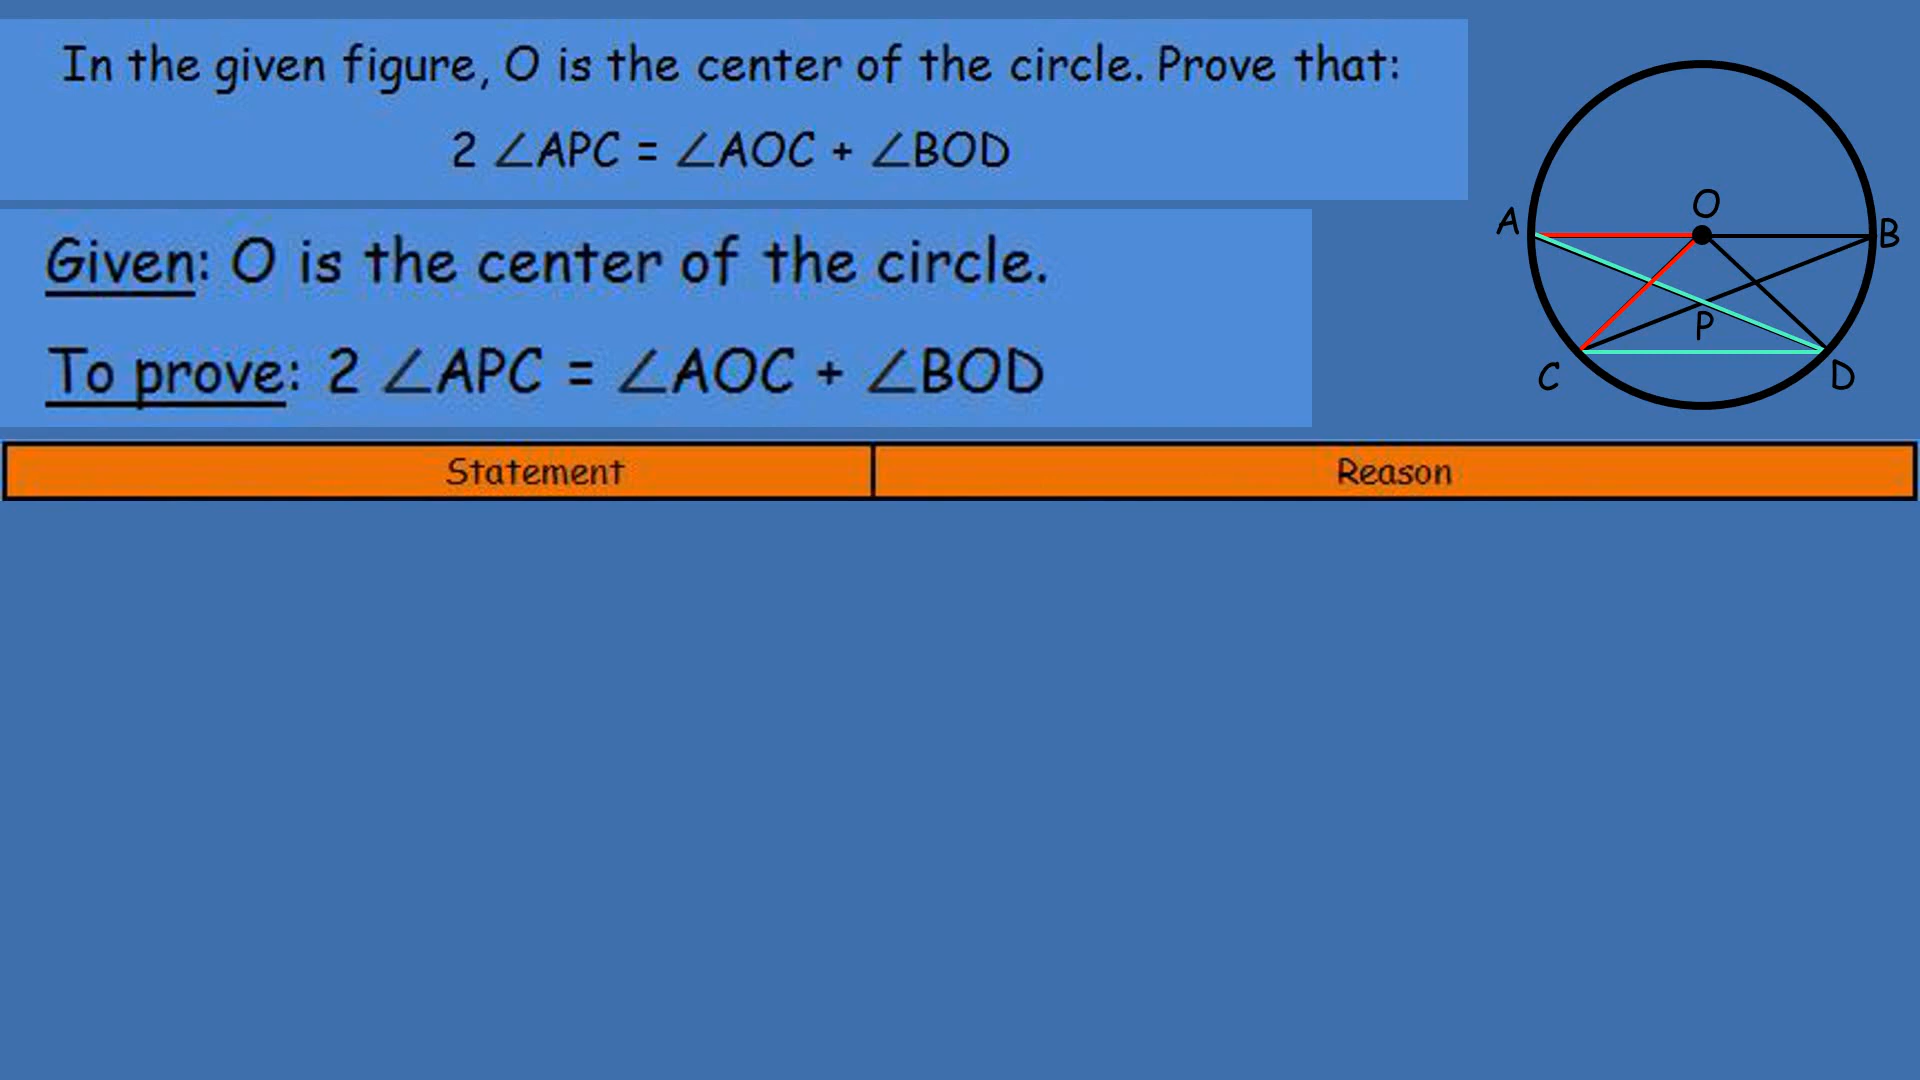 In the given figure, O is the center of the circle. Prove that:
2 ∠APC = ∠AOC + ∠BOD
Given: O is the center of the circle.
To prove: 2 ∠APC = ∠AOC + ∠BOD
O
A
B
P
C
D
Statement
Reason